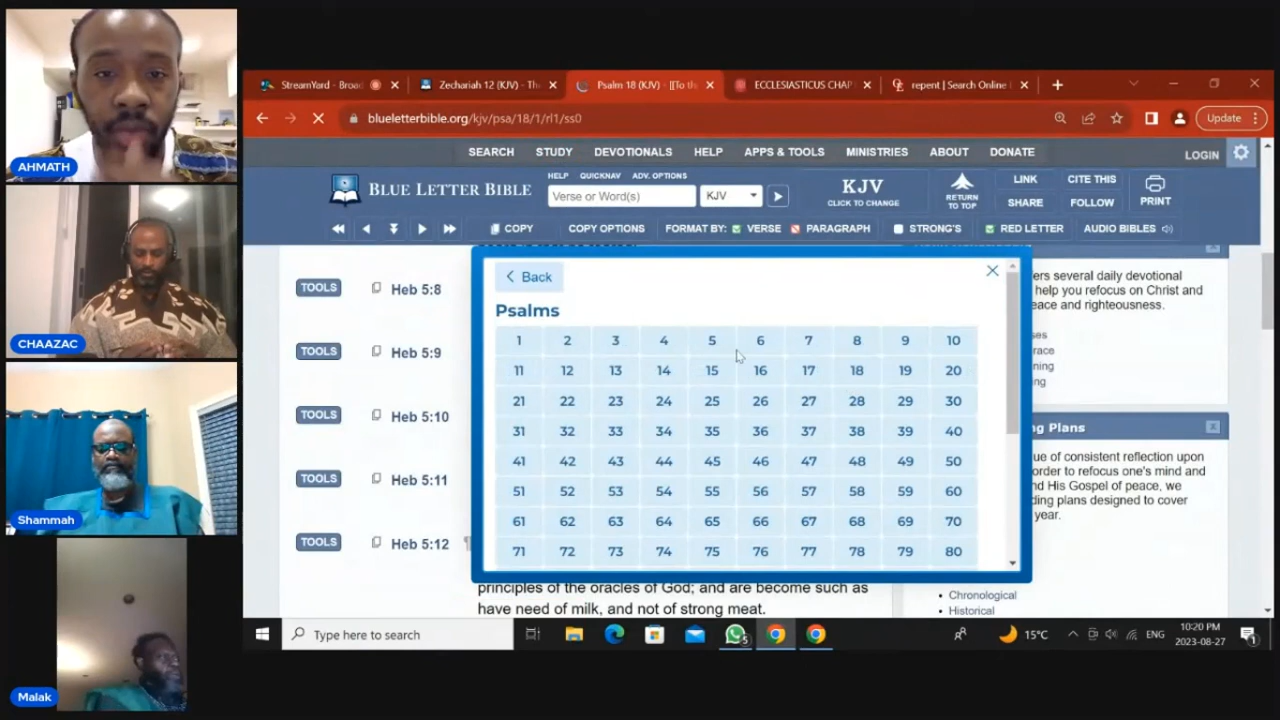 AHMATH
CHAAZAC
Shammah
Malak
StreamYard - Broad
Zechariah 12 (KJV) - The
Psalm 18 (KJV) - [[To th
ECCLESIASTICUS CHAP
repent | Search Online
blueletterbible.org/kjv/psa/18/1/rl1/ss0
Update
SEARCH STUDY DEVOTIONALS HELP APPS & TOOLS MINISTRIES ABOUT DONATE
LOGIN
BLUE LETTER BIBLE
HELP QUICKNAV ADV. OPTIONS
Verse or Word(s)
KJV
KJV
CLICK TO CHANGE
RETURN
TO TOP
LINK
CITE THIS
SHARE
FOLLOW
PRINT
COPY COPY OPTIONS FORMAT BY: VERSE PARAGRAPH STRONG'S RED LETTER AUDIO BIBLES
TOOLS Heb 5:8
TOOLS Heb 5:9
TOOLS Heb 5:10
TOOLS Heb 5:11
TOOLS Heb 5:12 ¶
Back
Psalms
1 2 3 4 5 6 7 8 9 10
11 12 13 14 15 16 17 18 19 20
21 22 23 24 25 26 27 28 29 30
31 32 33 34 35 36 37 38 39 40
41 42 43 44 45 46 47 48 49 50
51 52 53 54 55 56 57 58 59 60
61 62 63 64 65 66 67 68 69 70
71 72 73 74 75 76 77 78 79 80
principles of the oracles of God; and are become such as
have need of milk, and not of strong meat.
ers several daily devotional
help you refocus on Christ and
eace and righteousness.
ses
race
ning
ing
ng Plans
ue of consistent reflection upon
order to refocus one's mind and
nd His Gospel of peace, we
ding plans designed to cover
year.
Chronological
Historical
Type here to search
5
15°C
ENG
10:20 PM
2023-08-27
1